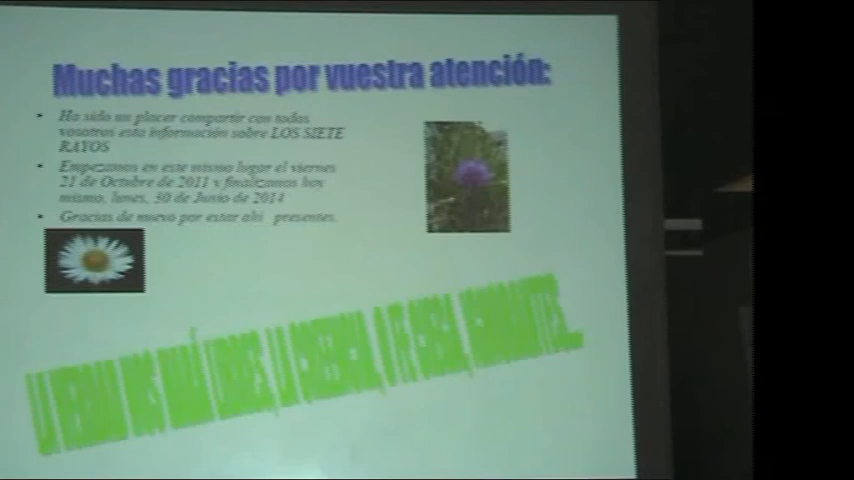 Muchas gracias por vuestra atención:
• Ha sido un placer compartir con todos
vosotros esta información sobre LOS SIETE
RAYOS
• Empezamos en este mismo lugar el viernes
21 de Octubre de 2011 y finalizamos hoy
mismo, lunes, 30 de Junio de 2014
• Gracias de nuevo por estar ahí presentes.